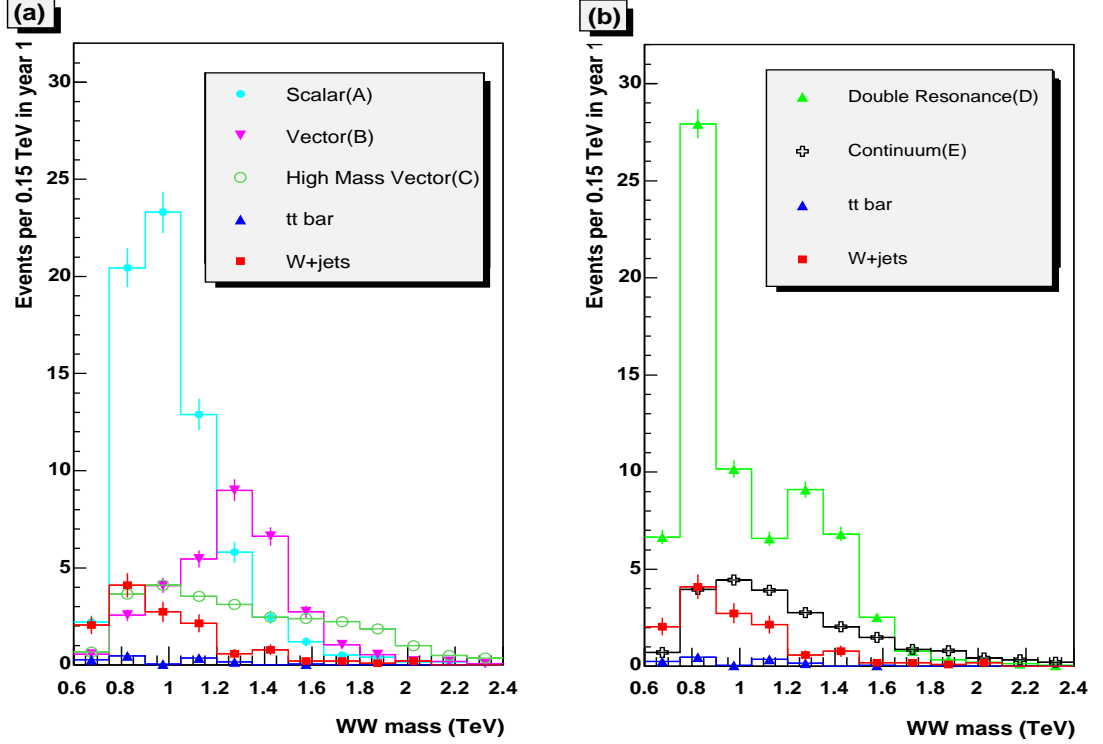 (a)
Events per 0.15 TeV in year 1
30
25
20
15
10
5
0
Scalar(A)
Vector(B)
High Mass Vector(C)
tt bar
W+jets
0.6 0.8 1 1.2 1.4 1.6 1.8 2 2.2 2.4
WW mass (TeV)
(b)
Events per 0.15 TeV in year 1
30
25
20
15
10
5
0
Double Resonance(D)
Continuum(E)
tt bar
W+jets
0.6 0.8 1 1.2 1.4 1.6 1.8 2 2.2 2.4
WW mass (TeV)